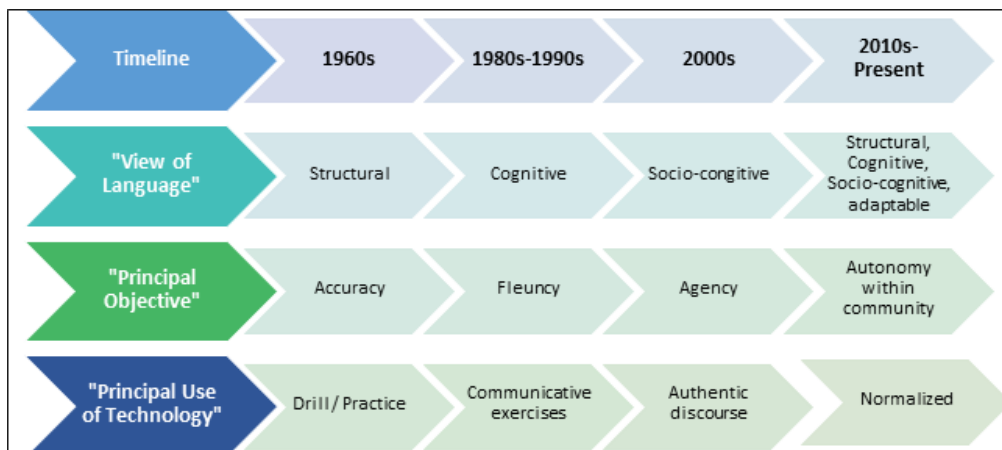 Timeline
1960s
1980s-1990s
2000s
2010s-
Present
"View of
Language"
Structural
Cognitive
Socio-congitive
Structural,
Cognitive,
Socio-cognitive,
adaptable
"Principal
Objective"
Accuracy
Fleuncy
Agency
Autonomy
within
community
"Principal Use
of Technology"
Drill/ Practice
Communicative
exercises
Authentic
discourse
Normalized